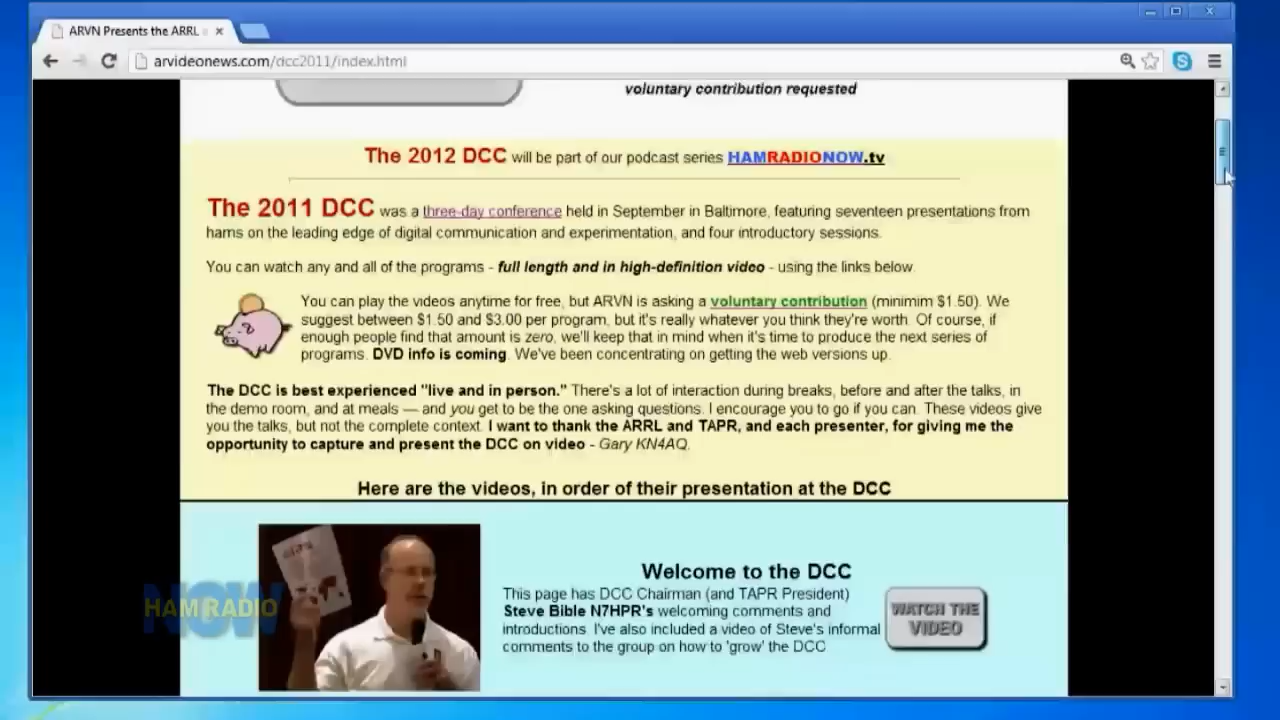 ARVN Presents the ARRL
arvideonews.com/dcc2011/index.html
voluntary contribution requested
The 2012 DCC will be part of our podcast series HAMRADIONOW.tv
The 2011 DCC was a three-day conference held in September in Baltimore, featuring seventeen presentations from
hams on the leading edge of digital communication and experimentation, and four introductory sessions.
You can watch any and all of the programs - full length and in high-definition video - using the links below.
You can play the videos anytime for free, but ARVN is asking a voluntary contribution (minimim $1.50). We
suggest between $1.50 and $3.00 per program, but it's really whatever you think they're worth. Of course, if
enough people find that amount is zero, we'll keep that in mind when it's time to produce the next series of
programs. DVD info is coming. We've been concentrating on getting the web versions up.
The DCC is best experienced "live and in person." There's a lot of interaction during breaks, before and after the talks, in
the demo room, and at meals — and you get to be the one asking questions. I encourage you to go if you can. These videos give
you the talks, but not the complete context. I want to thank the ARRL and TAPR, and each presenter, for giving me the
opportunity to capture and present the DCC on video - Gary KN4AQ.
Here are the videos, in order of their presentation at the DCC
Welcome to the DCC
This page has DCC Chairman (and TAPR President)
Steve Bible N7HPR's welcoming comments and
introductions. I've also included a video of Steve's informal
comments to the group on how to 'grow' the DCC
WATCH THE
VIDEO
HAM RADIO
NOW